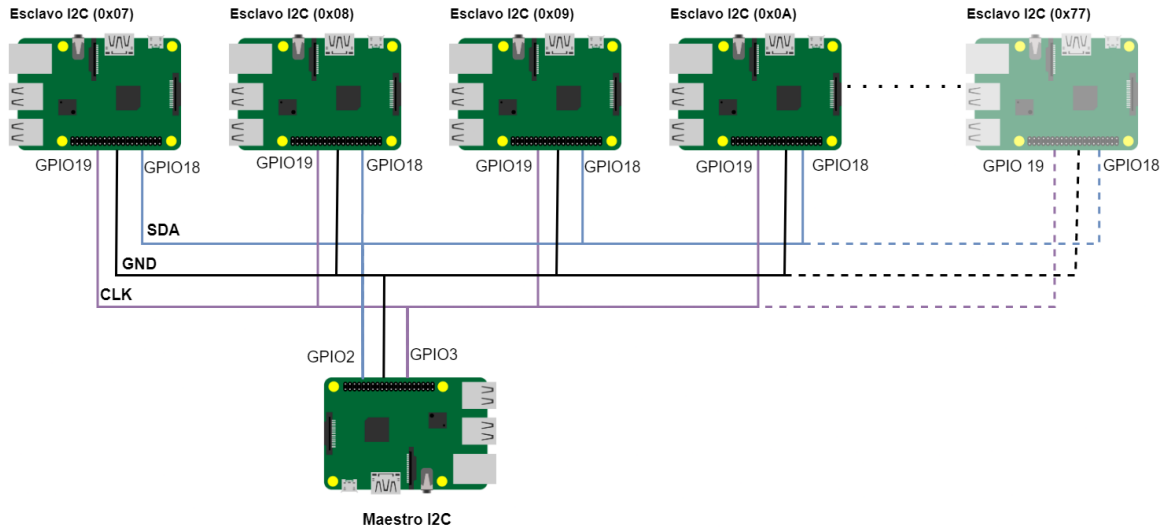 Esclavo I2C (0x07)
Esclavo I2C (0x08)
Esclavo I2C (0x09)
Esclavo I2C (0x0A)
Esclavo I2C (0x77)
GPIO19
GPIO18
GPIO19
GPIO18
GPIO19
GPIO18
GPIO19
GPIO18
GPIO 19
GPIO18
SDA
GND
CLK
GPIO2
GPIO3
Maestro I2C